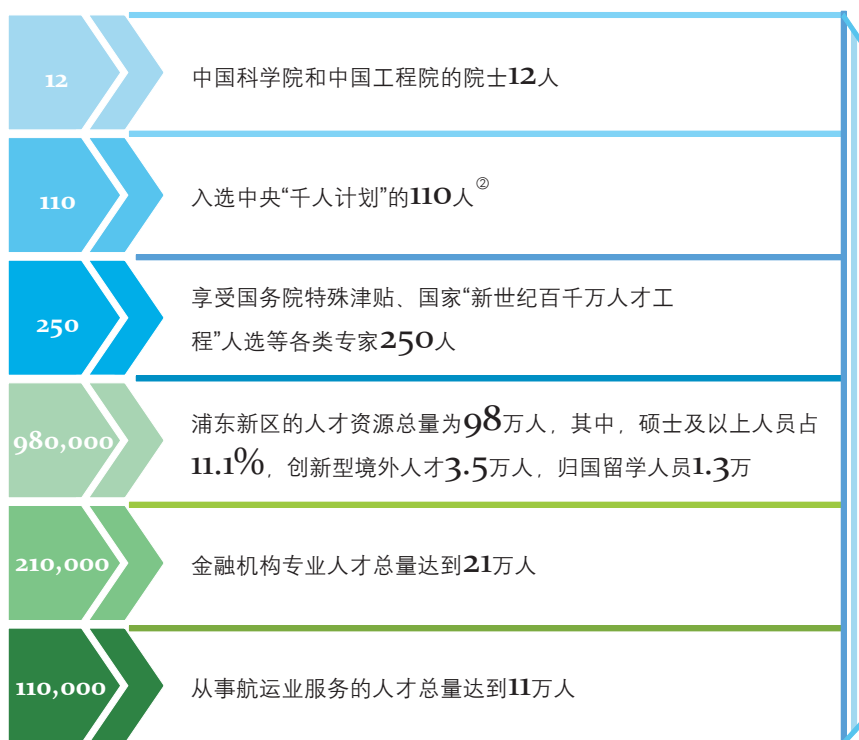 12
中国科学院和中国工程院的院士12人
110
入选中央“千人计划”的110人②
250
享受国务院特殊津贴、国家“新世纪百千万人才工
程”人选等各类专家250人
980,000
浦东新区的人才资源总量为98万人，其中，硕士及以上人员占
11.1%，创新型境外人才3.5万人，归国留学人员1.3万
210,000
金融机构专业人才总量达到21万人
110,000
从事航运业服务的人才总量达到11万人